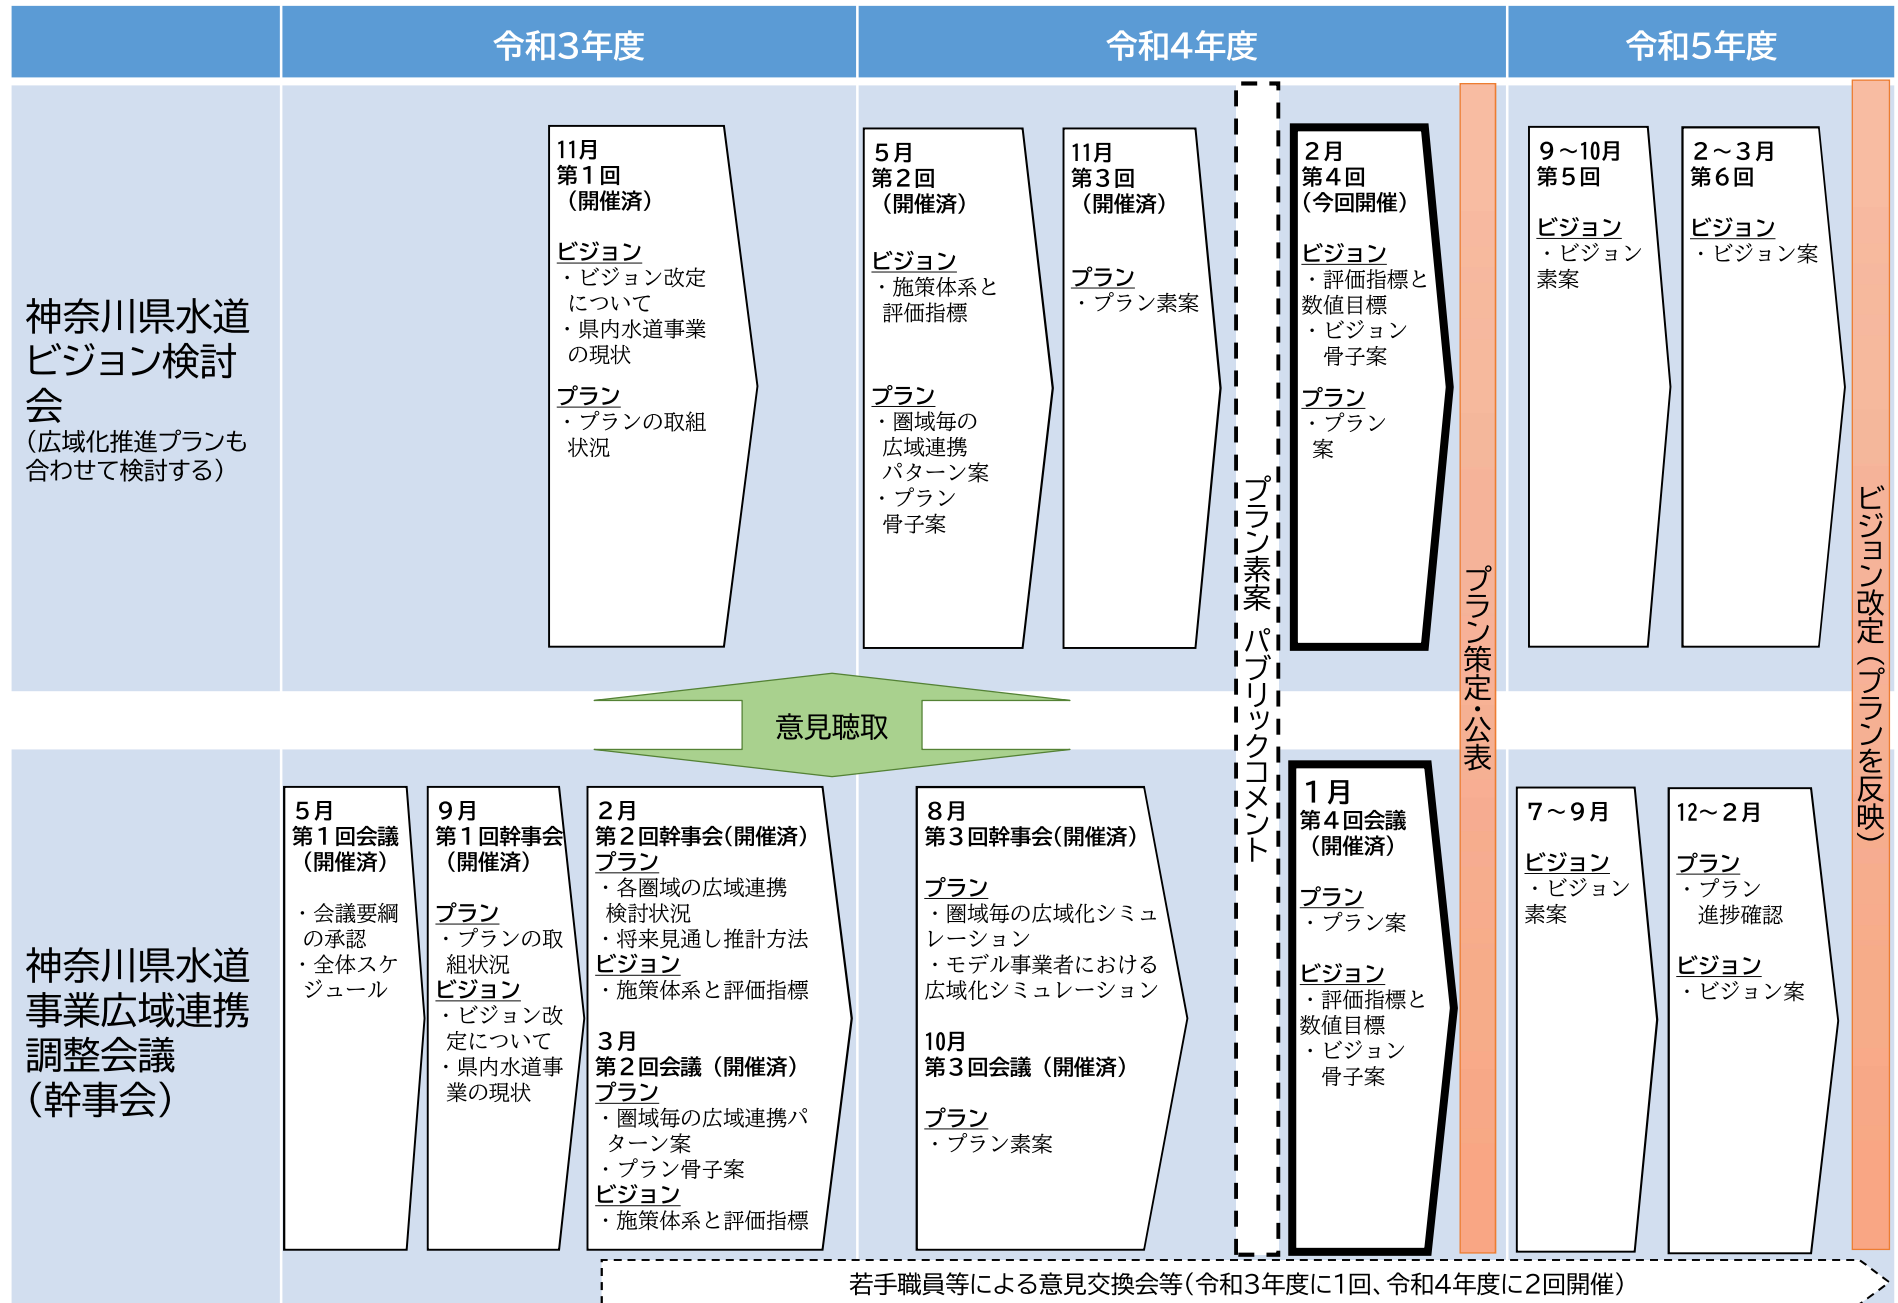 令和3年度
令和4年度
令和5年度
神奈川県水道
ビジョン検討
会
（広域化推進プランも
合わせて検討する）
11月
第１回
（開催済）
ビジョン
・ビジョン改定
について
・県内水道事業
の現状
プラン
・プランの取組
状況
５月
第２回
（開催済）
ビジョン
・施策体系と
評価指標
プラン
・圏域毎の
広域連携
パターン案
・プラン
骨子案
11月
第３回
（開催済）
プラン
・プラン素案
プラン素案 パブリックコメント
２月
第４回
（今回開催）
ビジョン
・評価指標と
数値目標
・ビジョン
骨子案
プラン
・プラン
案
プラン策定・公表
９～10月
第５回
ビジョン
・ビジョン
素案
２～３月
第６回
ビジョン
・ビジョン案
ビジョン改定（プランを反映）
意見聴取
神奈川県水道
事業広域連携
調整会議
（幹事会）
５月
第１回会議
（開催済）
・会議要綱
の承認
・全体スケ
ジュール
９月
第１回幹事会
（開催済）
プラン
・プランの取
組状況
ビジョン
・ビジョン改
定について
・県内水道事
業の現状
２月
第２回幹事会（開催済）
プラン
・各圏域の広域連携
検討状況
・将来見通し推計方法
ビジョン
・施策体系と評価指標
３月
第２回会議（開催済）
プラン
・圏域毎の広域連携パ
ターン案
・プラン骨子案
ビジョン
・施策体系と評価指標
８月
第３回幹事会（開催済）
プラン
・圏域毎の広域化シミュ
レーション
・モデル事業者における
広域化シミュレーション
10月
第３回会議（開催済）
プラン
・プラン素案
１月
第４回会議
（開催済）
プラン
・プラン案
ビジョン
・評価指標と
数値目標
・ビジョン
骨子案
７～９月
ビジョン
・ビジョン
素案
12～２月
プラン
・プラン
進捗確認
ビジョン
・ビジョン案
若手職員等による意見交換会等（令和3年度に1回、令和4年度に2回開催）